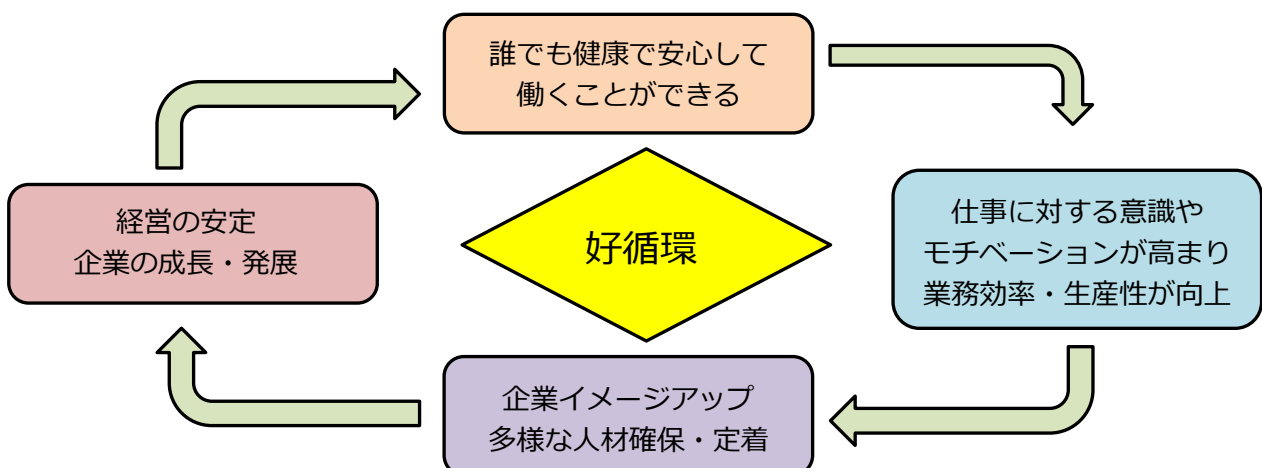 誰でも健康で安心して
働くことができる
仕事に対する意識や
モチベーションが高まり
業務効率・生産性が向上
企業イメージアップ
多様な人材確保・定着
経営の安定
企業の成長・発展
好循環